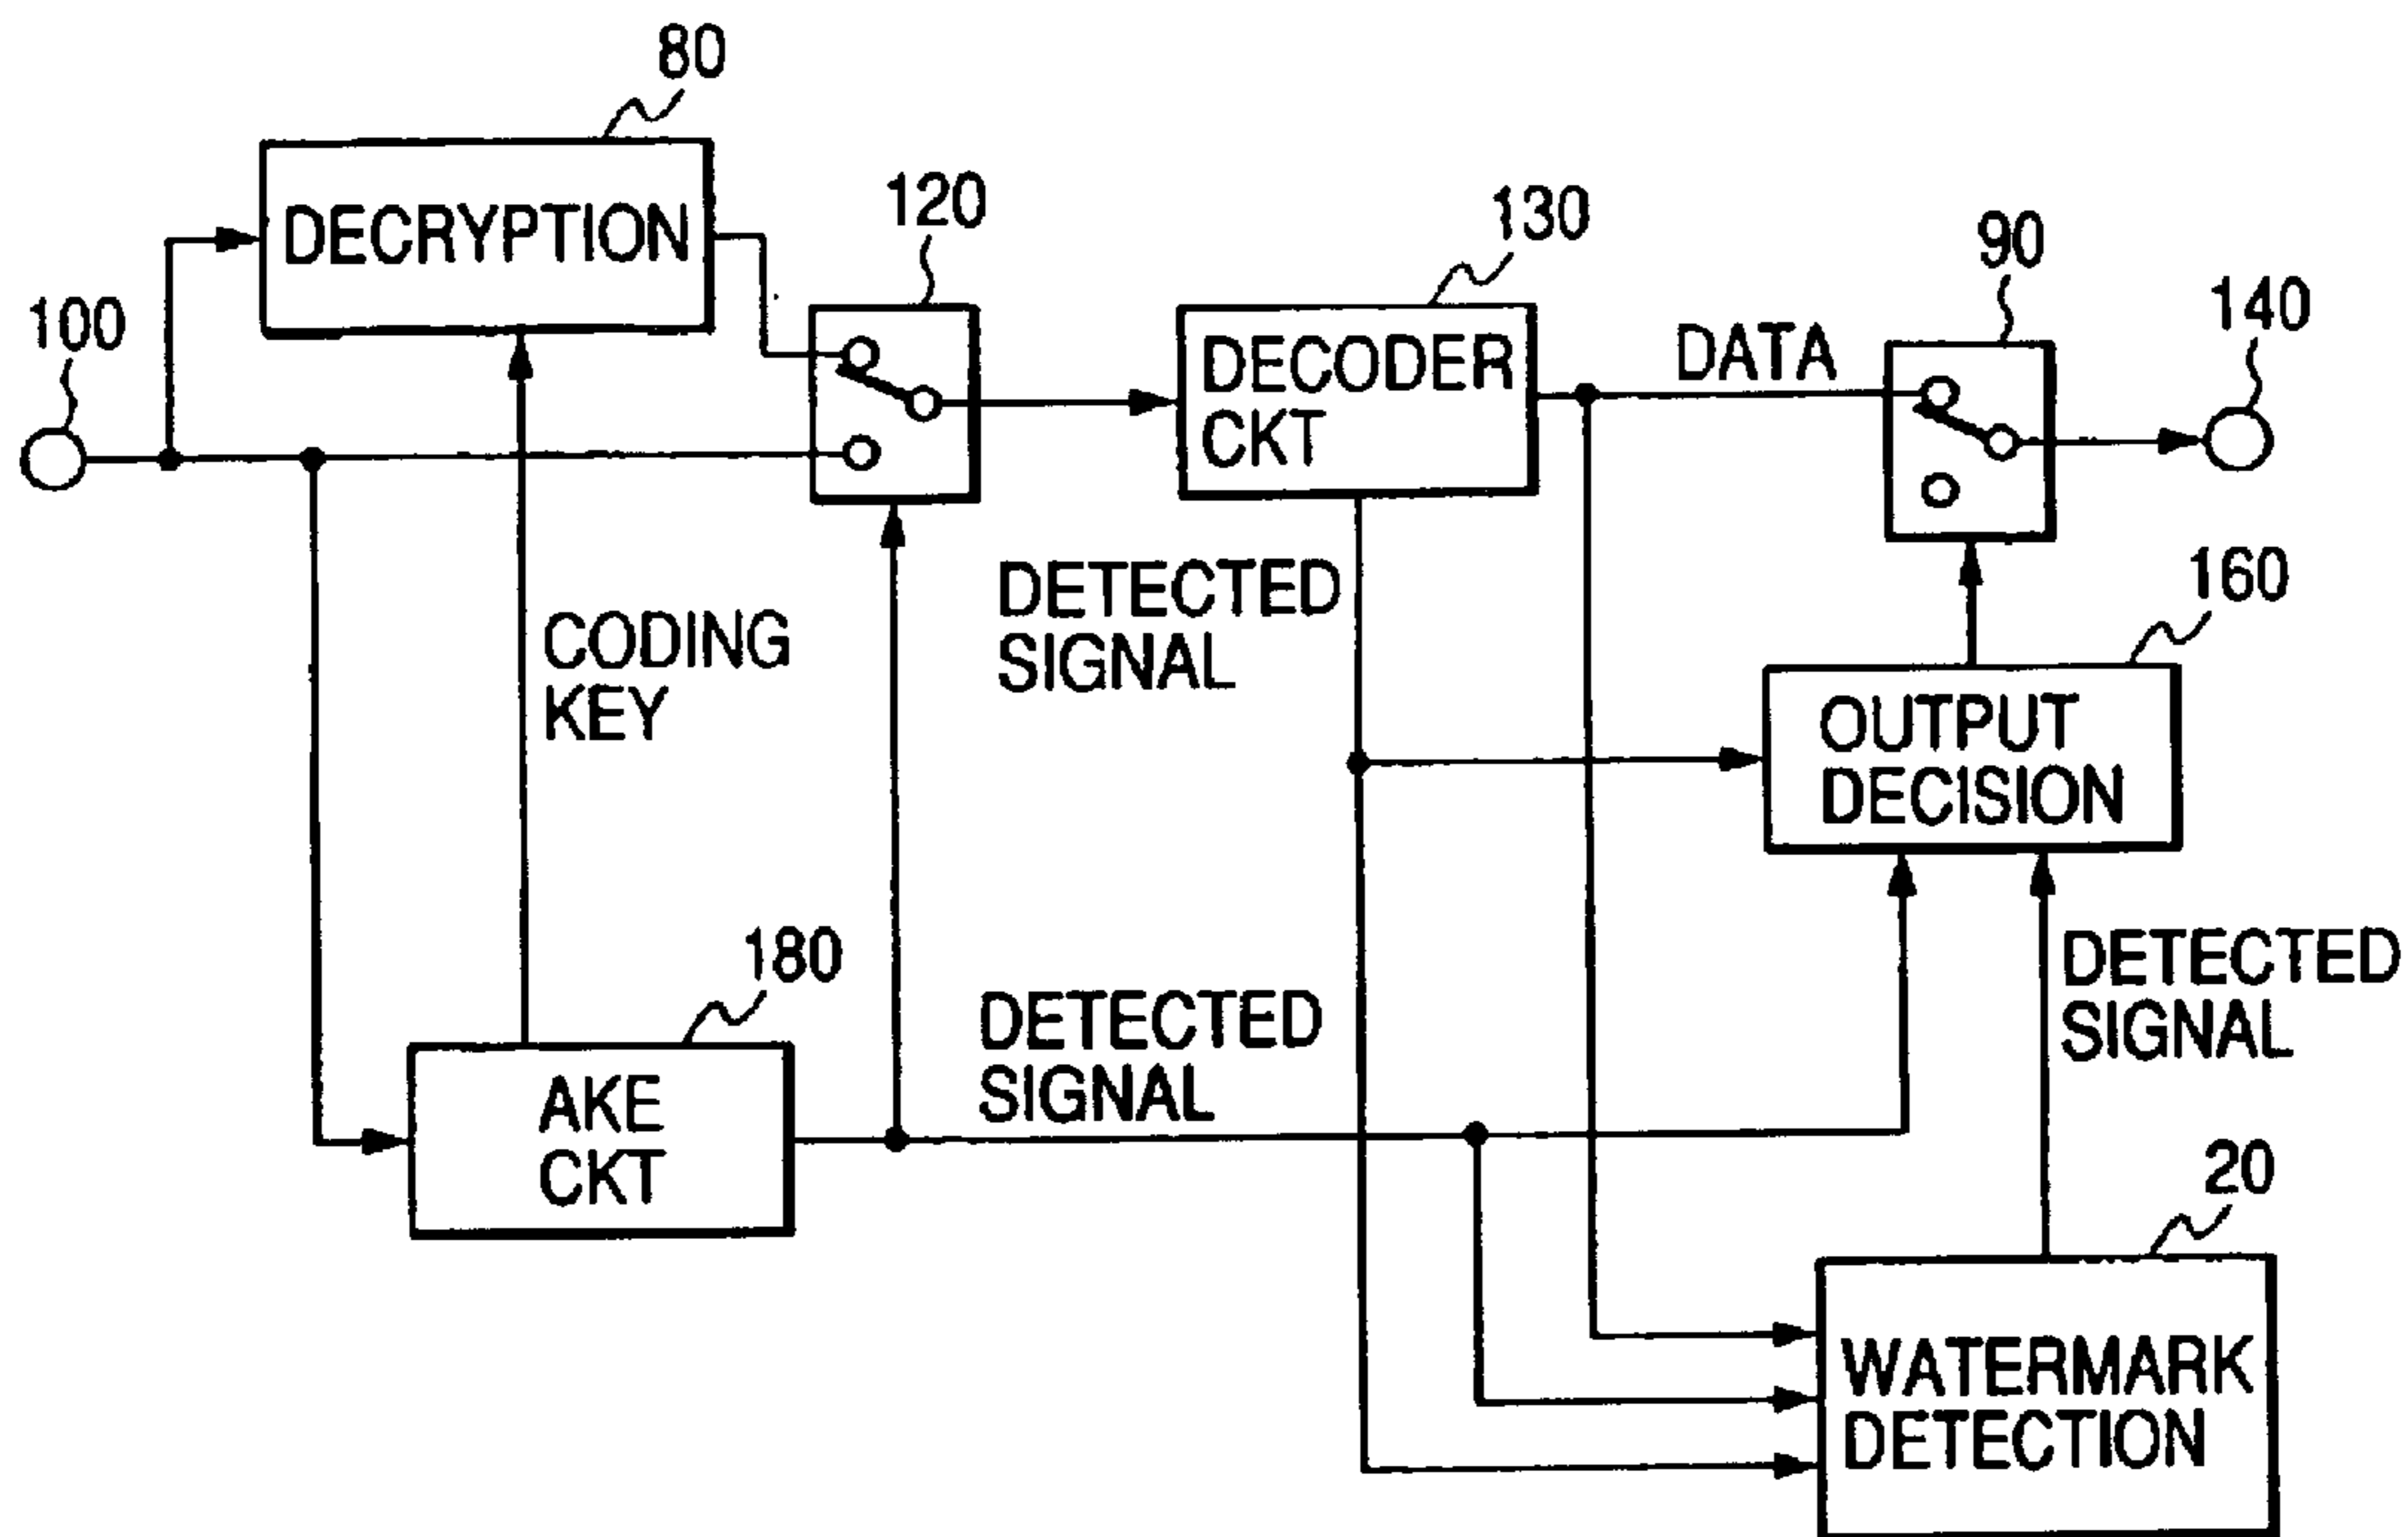 80
DECRYPTION
100
120
130
DECODER
CKT
DATA
90
140
CODING
KEY
DETECTED
SIGNAL
160
OUTPUT
DECISION
180
AKE
CKT
DETECTED
SIGNAL
DETECTED
SIGNAL
20
WATERMARK
DETECTION